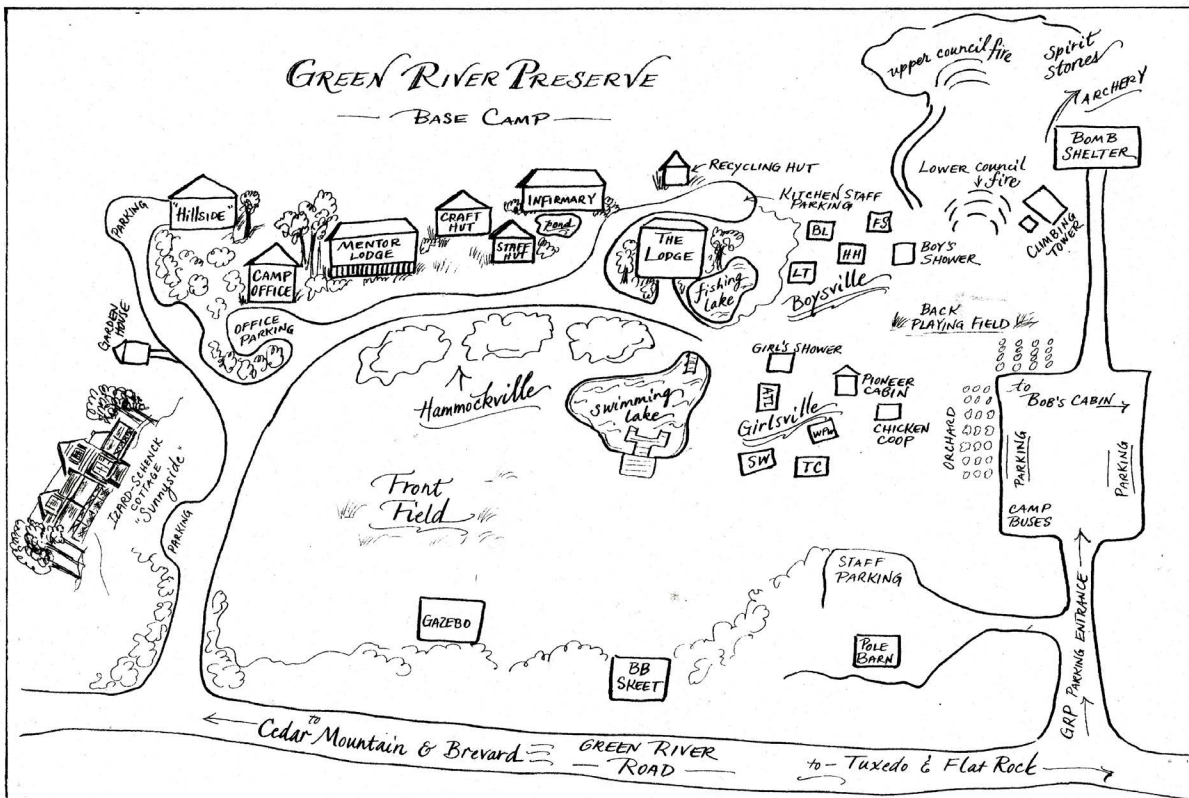 GREEN RIVER PRESERVE
BASE CAMP
upper council fire
spirit
stones
ARCHERY
BOMB
SHELTER
LOWER COUNCIL
fire
CLIMBING
TOWER
RECYCLING HUT
KITCHEN STAFF
PARKING
PARKING
"HILLSIDE"
CAMP
OFFICE
MENTOR
LODGE
CRAFT
HUT
STAFF
HUT
INFIRMARY
Pond
THE
LODGE
fishing
lake
BL
FS
HH
LT
BOY'S
SHOWER
Boysville
BACK
PLAYING FIELD
OFFICE
PARKING
GARDEN
HOUSE
Hammockville
swimming
lake
GIRL'S SHOWER
ATJ
Girlsville
WPW
SW
TC
PIONEER
CABIN
CHICKEN
COOP
ORCHARD
to
BOB'S CABIN
PARKING
PARKING
CAMP
BUSES
IZARD-SCHENCK
COTTAGE
"Sunnyside"
PARKING
Front
Field
GAZEBO
BB
SKEET
STAFF
PARKING
POLE
BARN
GRP PARKING ENTRANCE
to
Cedar Mountain & Brevard
GREEN RIVER
ROAD
to - Tuxedo & Flat Rock